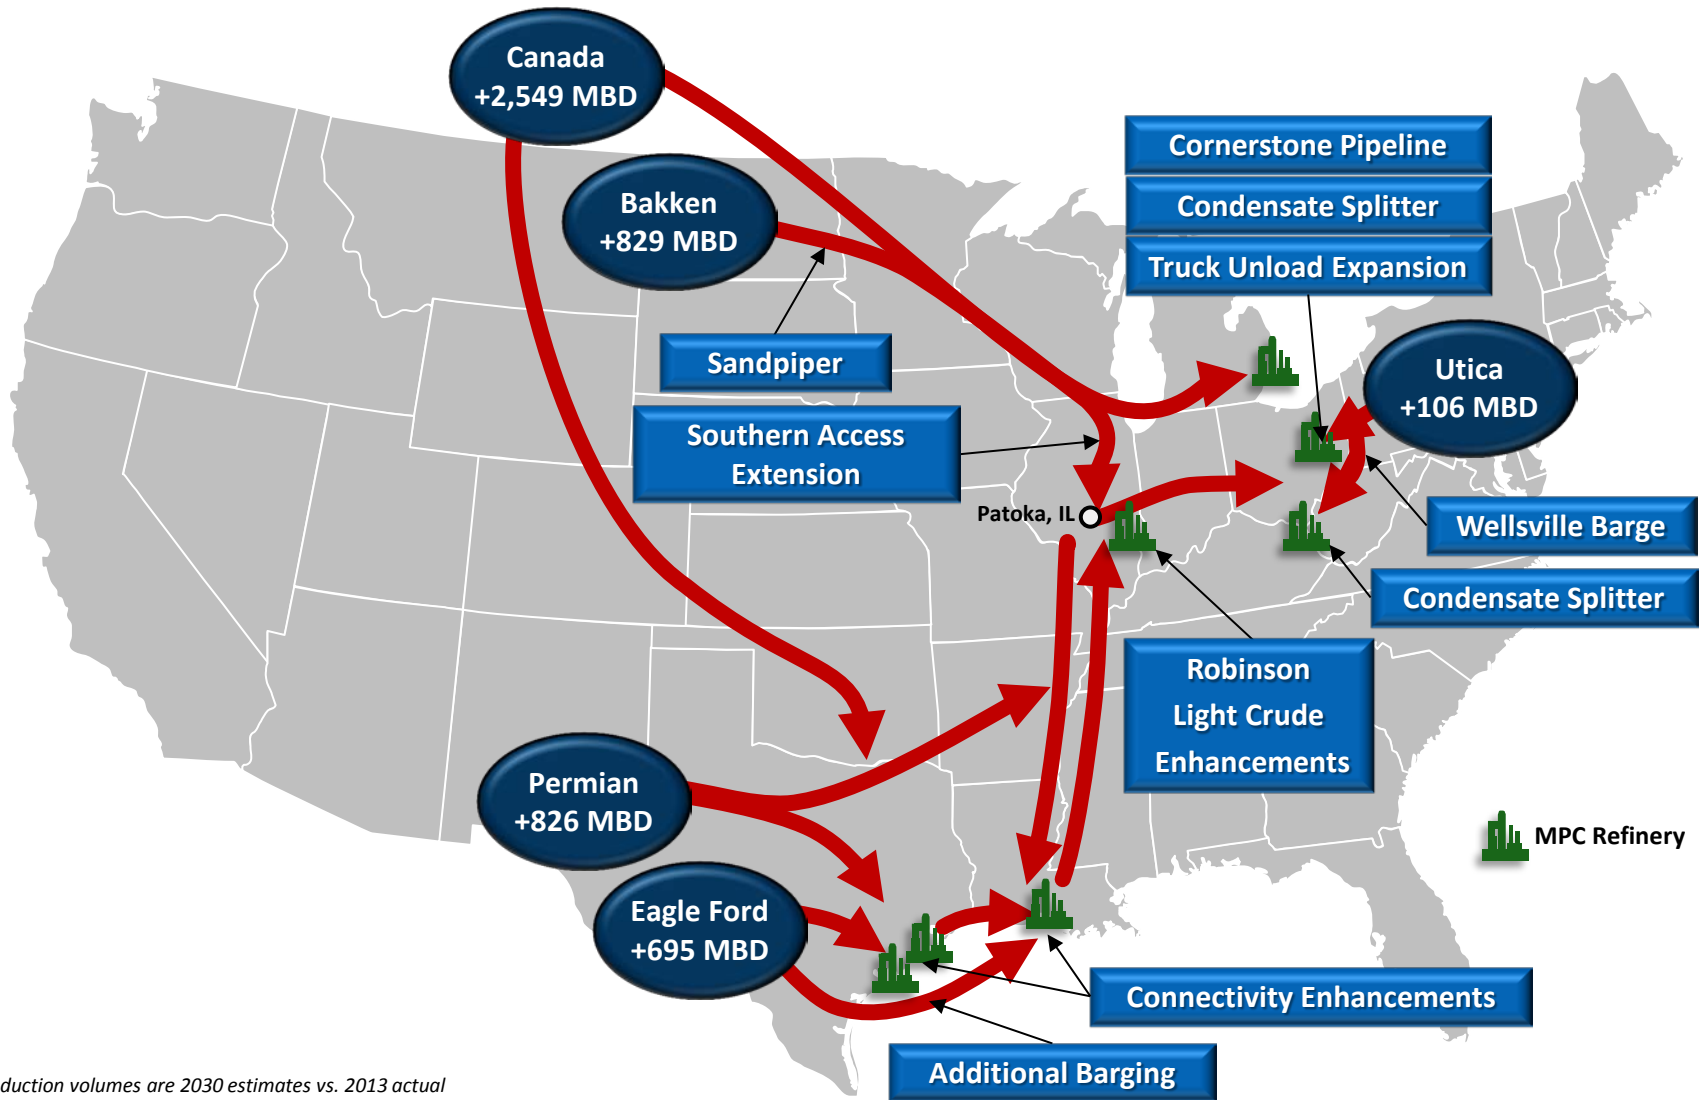 Canada
+2,549 MBD
Bakken
+829 MBD
Cornerstone Pipeline
Condensate Splitter
Truck Unload Expansion
Sandpiper
Utica
+106 MBD
Southern Access
Extension
Patoka, IL
Wellsville Barge
Condensate Splitter
Robinson
Light Crude
Enhancements
Permian
+826 MBD
MPC Refinery
Eagle Ford
+695 MBD
Connectivity Enhancements
Additional Barging
duction volumes are 2030 estimates vs. 2013 actual